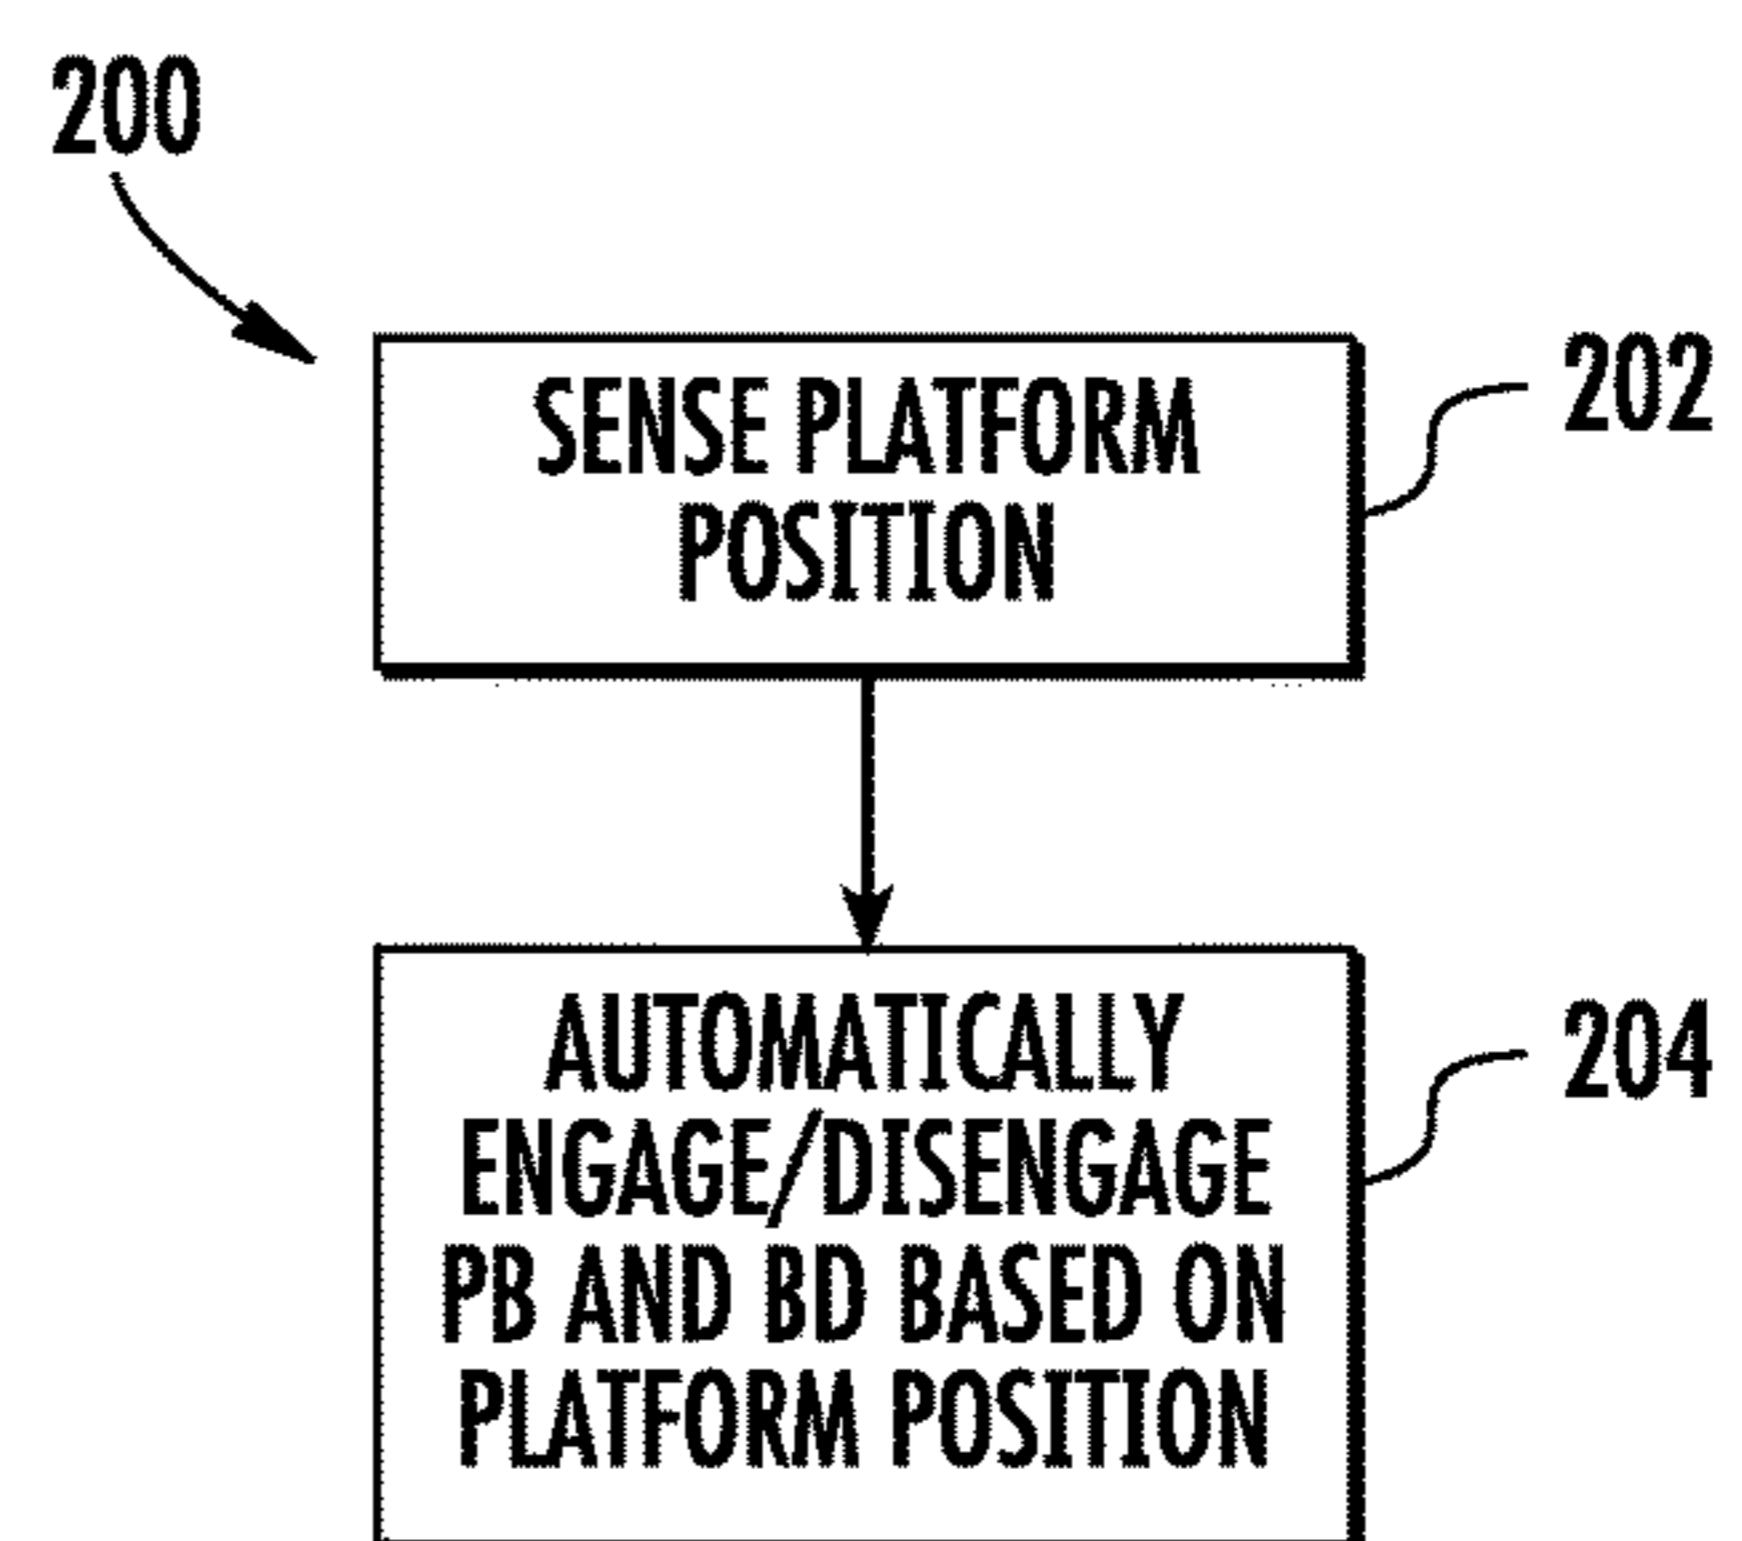 200
SENSE PLATFORM
POSITION
202
AUTOMATICALLY
ENGAGE/DISENGAGE
PB AND BD BASED ON
PLATFORM POSITION
204